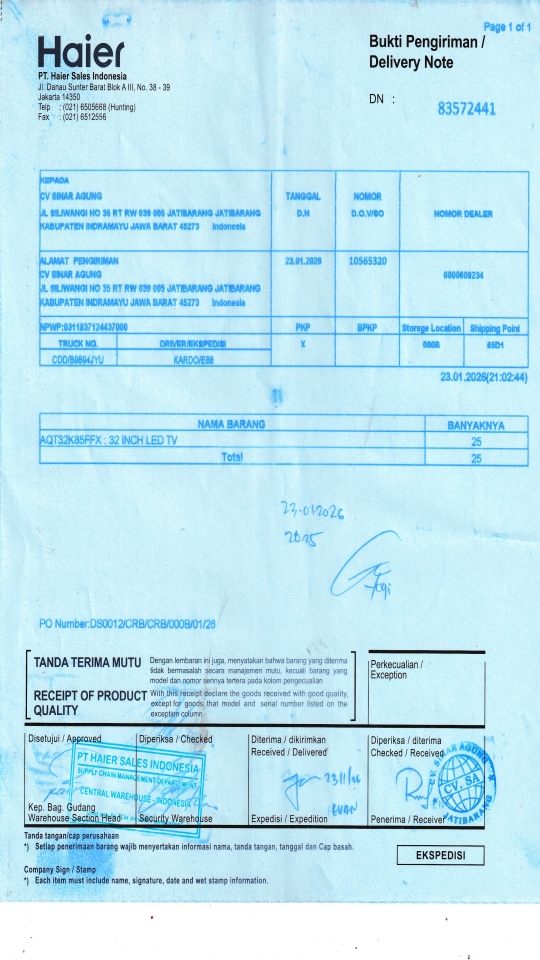 Page 1 of 1
Haier
Bukti Pengiriman /
Delivery Note
PT. Haier Sales Indonesia
Jl. Danau Sunter Barat Blok A III, No. 38 - 39
Jakarta 14350
Telp : (021) 6505668 (Hunting)
Fax : (021) 6512556
DN : 83572441
KEPADA
CV SINAR AGUNG
JL SILIWANGI NO 35 RT RW 039 005 JATIBARANG JATIBARANG
KABUPATEN INDRAMAYU JAWA BARAT 45273 Indonesia
TANGGAL D.N
NOMOR D.O.V/SO
NOMOR DEALER
ALAMAT PENGIRIMAN
CV SINAR AGUNG
JL SILIWANGI NO 35 RT RW 039 005 JATIBARANG JATIBARANG
KABUPATEN INDRAMAYU JAWA BARAT 45273 Indonesia
23.01.2026
10565320
6000600234
NPWP:0311837124437000
PKP BPKP Storege Location Shipping Point
TRUCK NO. DRIVER/EKSPEDISI X 000B 65D1
CDD/B9894JYU KARDO/E86
23.01.2026(21:02:44)
NAMA BARANG BANYAKNYA
AQT32K85FFX : 32 INCH LED TV 25
Total 25
23-01-2026
PO Number:DS0012/CRB/CRB/000B/01/26
TANDA TERIMA MUTU
Dengan lembaran ini juga, menyatakan bahwa barang yang diterima
tidak bermasalah secara manajemen mutu, kecuali barang yang
model dan nomor serinya tertera pada kolom pengecualian
RECEIPT OF PRODUCT
QUALITY
With this receipt declare the goods received with good quality,
except for goods that model and serial number listed on the
exception column
Perkecualian /
Exception
Disetujui / Approved
Kep. Bag. Gudang
Warehouse Section Head
Diperiksa / Checked
Security Warehouse
PT HAIER SALES INDONESIA
SUPPLY CHAIN MANAGEMENT DEPARTEMENT
CENTRAL WAREHOUSE - INDONESIA
Diterima / dikirimkan
Received / Delivered
Expedisi / Expedition
Diperiksa / diterima
Checked / Received
CV. SINAR AGUNG
CV. SA
JATIBARANG
Penerima / Receiver
Tanda tangan/cap perusahaan
*) Setiap penerimaan barang wajib menyertakan informasi nama, tanda tangan, tanggal dan Cap basah.
EKSPEDISI
Company Sign / Stamp
*) Each item must include name, signature, date and wet stamp information.